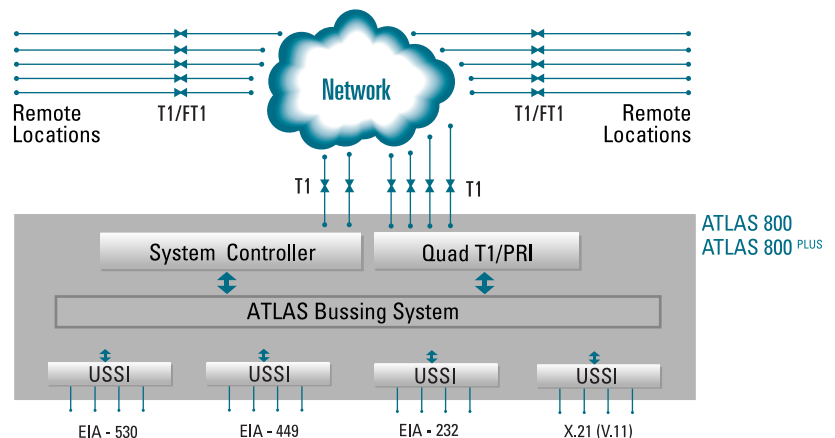 Network
Remote
Locations
T1/FT1
T1/FT1
Remote
Locations
T1
T1
ATLAS 800
ATLAS 800 PLUS
System Controller
Quad T1/PRI
ATLAS Bussing System
USSI
USSI
USSI
USSI
EIA - 530
EIA - 449
EIA - 232
X.21 (V.11)